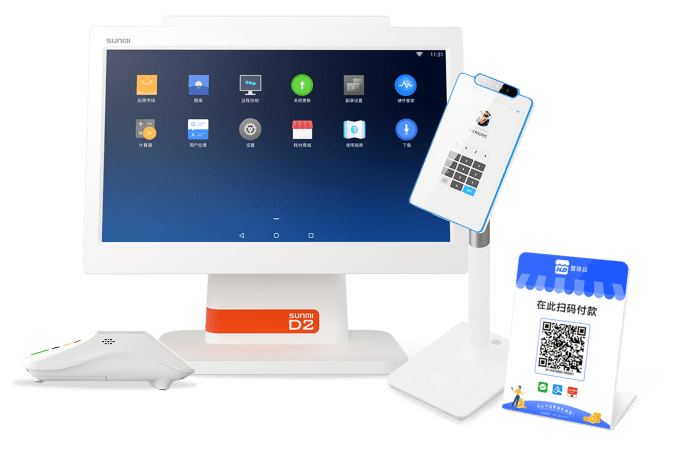 SUNMI
11:31
应用市场
图库
远程协助
系统更新
刷屏设置
硬件管家
计算器
用户反馈
设置
耗材商城
使用指南
下载
SUNMI
D2
在此扫码付款